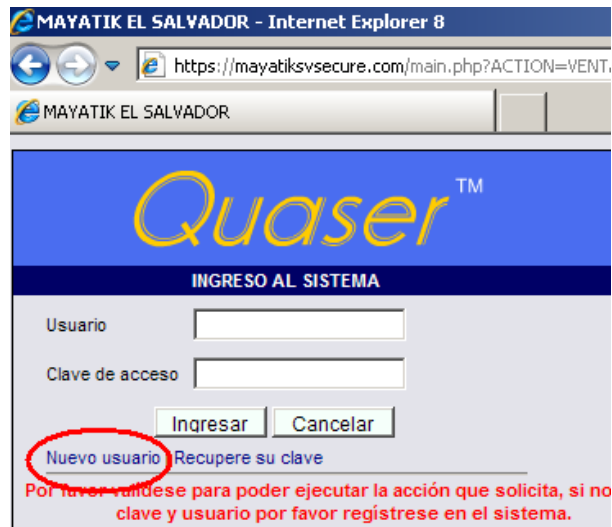 MAYATIK EL SALVADOR - Internet Explorer 8
https://mayatiksvsecure.com/main.php?ACTION=VENT
MAYATIK EL SALVADOR
Quaser™
INGRESO AL SISTEMA
Usuario
Clave de acceso
Ingresar Cancelar
Nuevo usuario Recupere su clave
Por favor valídese para poder ejecutar la acción que solicita, si no
clave y usuario por favor regístrese en el sistema.